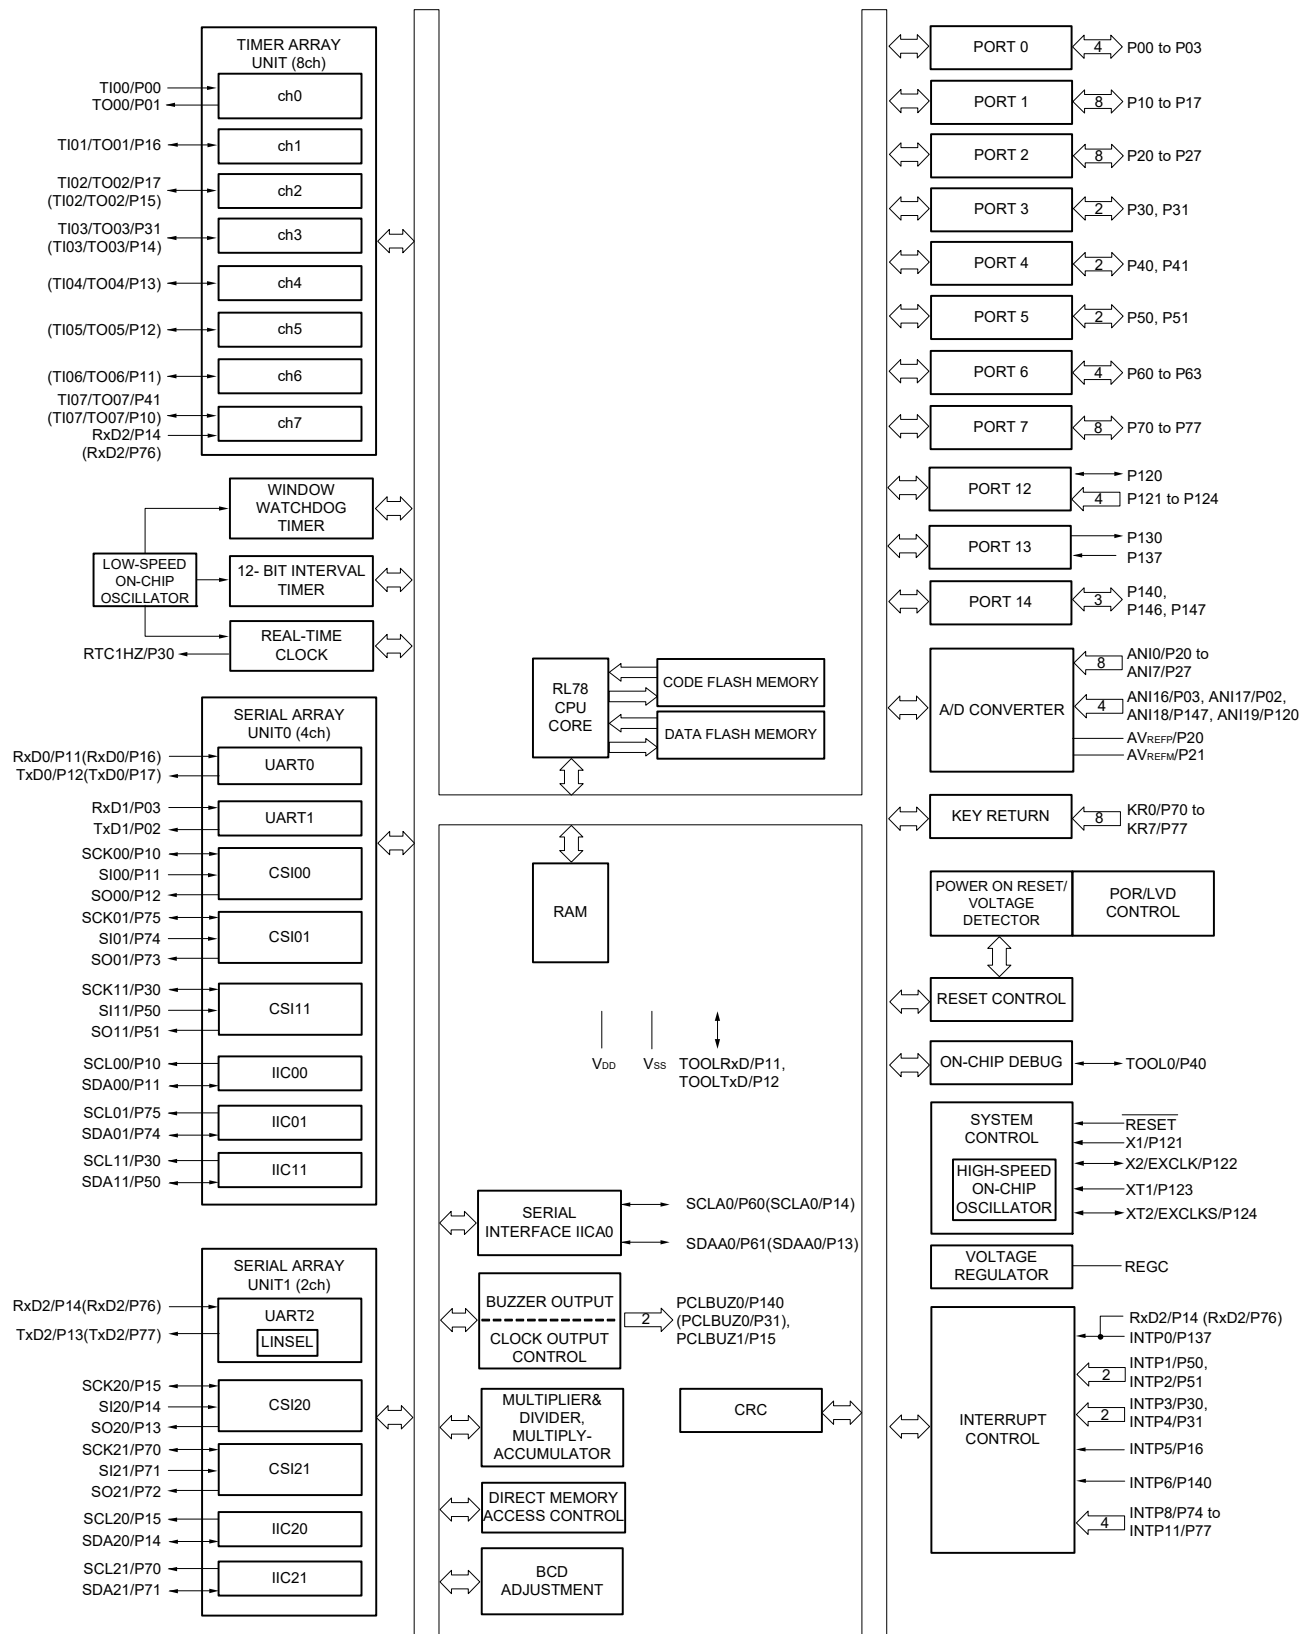 TIMER ARRAY
UNIT (8ch)
TI00/P00
TO00/P01
ch0
TI01/TO01/P16
ch1
TI02/TO02/P17
(TI02/TO02/P15)
ch2
TI03/TO03/P31
(TI03/TO03/P14)
ch3
(TI04/TO04/P13)
ch4
(TI05/TO05/P12)
ch5
(TI06/TO06/P11)
ch6
TI07/TO07/P41
(TI07/TO07/P10)
RxD2/P14
(RxD2/P76)
ch7
WINDOW
WATCHDOG
TIMER
LOW-SPEED
ON-CHIP
OSCILLATOR
12- BIT INTERVAL
TIMER
REAL-TIME
CLOCK
RTC1HZ/P30
SERIAL ARRAY
UNIT0 (4ch)
RxD0/P11(RxD0/P16)
TxD0/P12(TxD0/P17)
UART0
RxD1/P03
TxD1/P02
UART1
SCK00/P10
SI00/P11
SO00/P12
CSI00
SCK01/P75
SI01/P74
SO01/P73
CSI01
SCK11/P30
SI11/P50
SO11/P51
CSI11
SCL00/P10
SDA00/P11
IIC00
SCL01/P75
SDA01/P74
IIC01
SCL11/P30
SDA11/P50
IIC11
SERIAL ARRAY
UNIT1 (2ch)
RxD2/P14(RxD2/P76)
TxD2/P13(TxD2/P77)
UART2
LINSEL
SCK20/P15
SI20/P14
SO20/P13
CSI20
SCK21/P70
SI21/P71
SO21/P72
CSI21
SCL20/P15
SDA20/P14
IIC20
SCL21/P70
SDA21/P71
IIC21
RL78
CPU
CORE
CODE FLASH MEMORY
DATA FLASH MEMORY
RAM
VDD
VSS
TOOLRxD/P11,
TOOLTxD/P12
SERIAL
INTERFACE IICA0
SCLA0/P60(SCLA0/P14)
SDAA0/P61(SDAA0/P13)
BUZZER OUTPUT
CLOCK OUTPUT
CONTROL
2
PCLBUZ0/P140
(PCLBUZ0/P31),
PCLBUZ1/P15
MULTIPLIER&
DIVIDER,
MULTIPLY-
ACCUMULATOR
CRC
DIRECT MEMORY
ACCESS CONTROL
BCD
ADJUSTMENT
PORT 0
4
P00 to P03
PORT 1
8
P10 to P17
PORT 2
8
P20 to P27
PORT 3
2
P30, P31
PORT 4
2
P40, P41
PORT 5
2
P50, P51
PORT 6
4
P60 to P63
PORT 7
8
P70 to P77
PORT 12
P120
4
P121 to P124
PORT 13
P130
P137
PORT 14
3
P140,
P146, P147
A/D CONVERTER
8
ANI0/P20 to
ANI7/P27
4
ANI16/P03, ANI17/P02,
ANI18/P147, ANI19/P120
AVREFP/P20
AVREFM/P21
KEY RETURN
8
KR0/P70 to
KR7/P77
POWER ON RESET/
VOLTAGE
DETECTOR
POR/LVD
CONTROL
RESET CONTROL
ON-CHIP DEBUG
TOOL0/P40
SYSTEM
CONTROL
HIGH-SPEED
ON-CHIP
OSCILLATOR
RESET
X1/P121
X2/EXCLK/P122
XT1/P123
XT2/EXCLKS/P124
VOLTAGE
REGULATOR
REGC
INTERRUPT
CONTROL
RxD2/P14 (RxD2/P76)
INTP0/P137
2
INTP1/P50,
INTP2/P51
2
INTP3/P30,
INTP4/P31
INTP5/P16
INTP6/P140
4
INTP8/P74 to
INTP11/P77